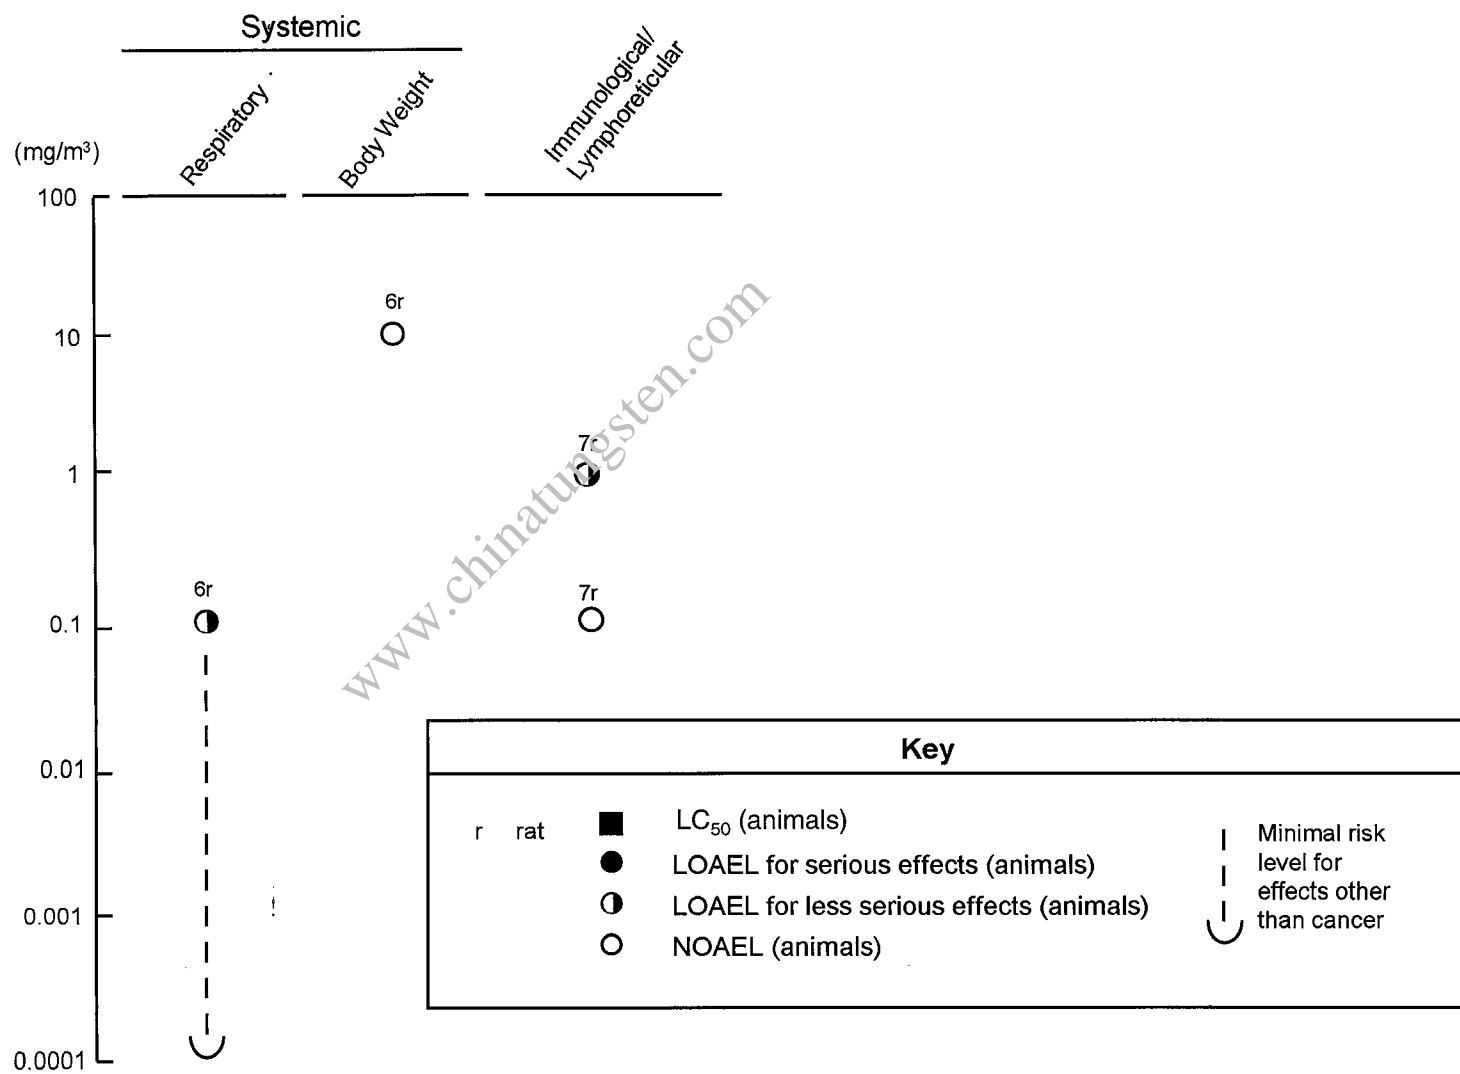 Systemic
Respiratory
Body Weight
Immunological/
Lymphoreticular
(mg/m³)
100
10
1
0.1
0.01
0.001
0.0001
6r
6r
7r
7r
www.chinatungsten.com
Key
r rat
LC₅₀ (animals)
LOAEL for serious effects (animals)
LOAEL for less serious effects (animals)
NOAEL (animals)
Minimal risk
level for
effects other
than cancer